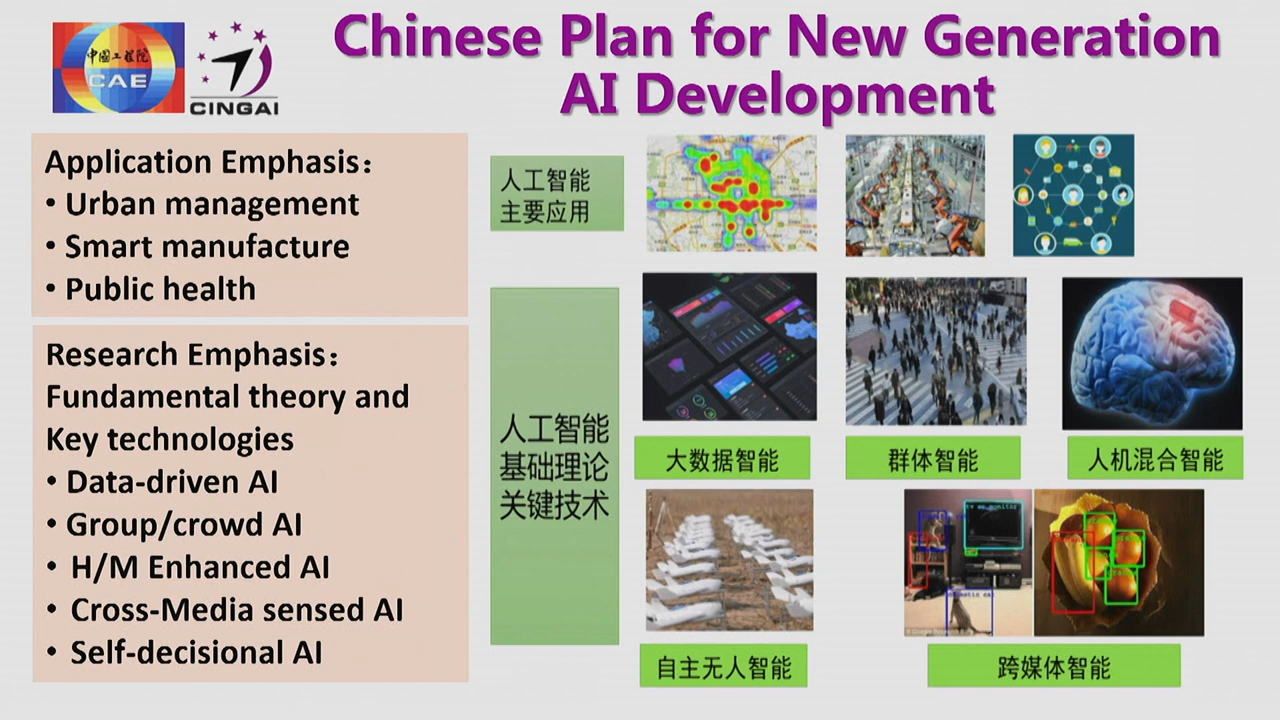 中国工程院
CAE
CINGAI
Chinese Plan for New Generation
AI Development
Application Emphasis：
• Urban management
• Smart manufacture
• Public health
Research Emphasis：
Fundamental theory and
Key technologies
• Data-driven AI
• Group/crowd AI
• H/M Enhanced AI
• Cross-Media sensed AI
• Self-decisional AI
人工智能
主要应用
人工智能
基础理论
关键技术
大数据智能
群体智能
人机混合智能
tv or monitor
自主无人智能
跨媒体智能